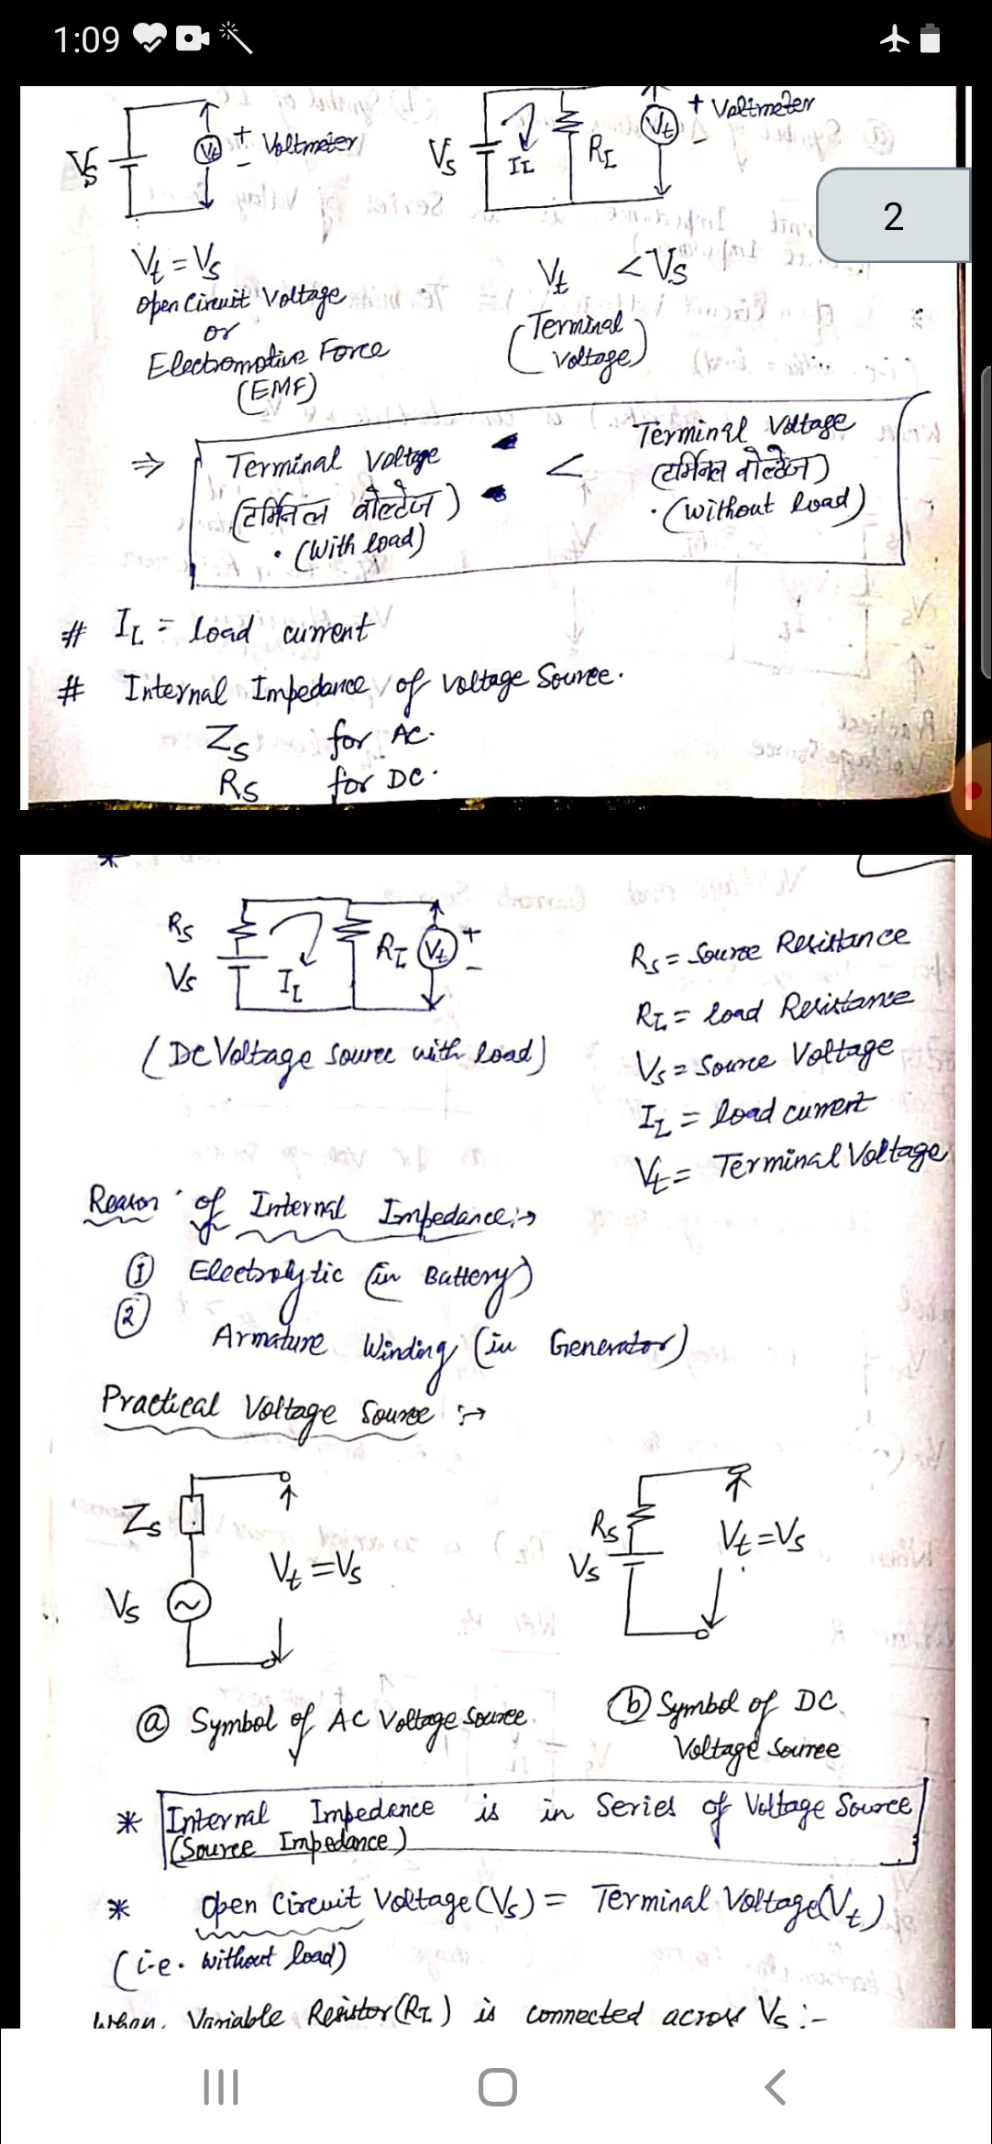 1:09
Vs Vt + - Voltmeter
Vs IL RL Vt + - Voltmeter
2
Vt = Vs
Open Circuit Voltage
or
Electromotive Force
(EMF)
Vt < Vs
(Terminal
Voltage)
⇒ Terminal Voltage < Terminal Voltage
(टर्मिनल वोल्टेज) (टर्मिनल वोल्टेज)
(With load) (Without load)
# IL = load current
# Internal Impedance of Voltage Source.
Zs for AC.
Rs for DC.
Rs
Vs IL RL Vt + -
(DC Voltage Source with load)
Rs = Source Resistance
RL = load Resistance
Vs = Source Voltage
IL = load current
Vt = Terminal Voltage
Reason of Internal Impedance :→
① Electrolytic (in Battery)
② Armature Winding (in Generator)
Practical Voltage Source :→
Zs
Vs
Vt = Vs
Rs
Vs
Vt = Vs
ⓐ Symbol of AC Voltage Source
ⓑ Symbol of DC
Voltage Source
* Internal Impedence is in Series of Voltage Source
(Source Impedance)
* Open Circuit Voltage (Vs) = Terminal Voltage (Vt)
(i.e. without load)
When Variable Resistor (RL) is connected across Vs :-